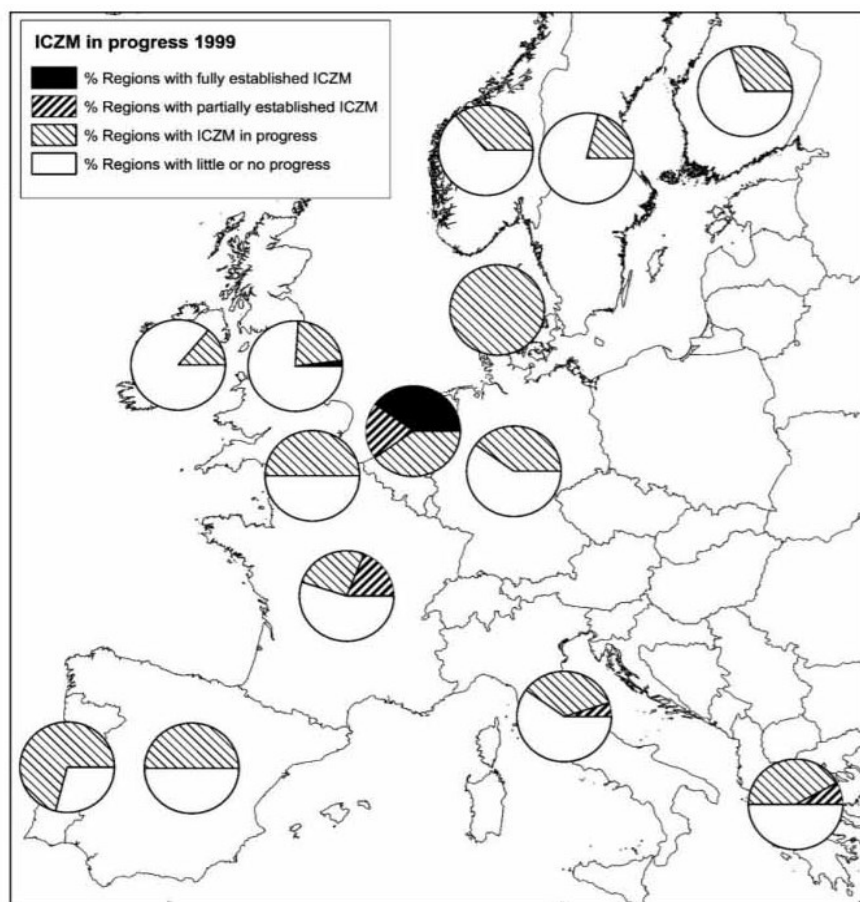 ICZM in progress 1999
% Regions with fully established ICZM
% Regions with partially established ICZM
% Regions with ICZM in progress
% Regions with little or no progress